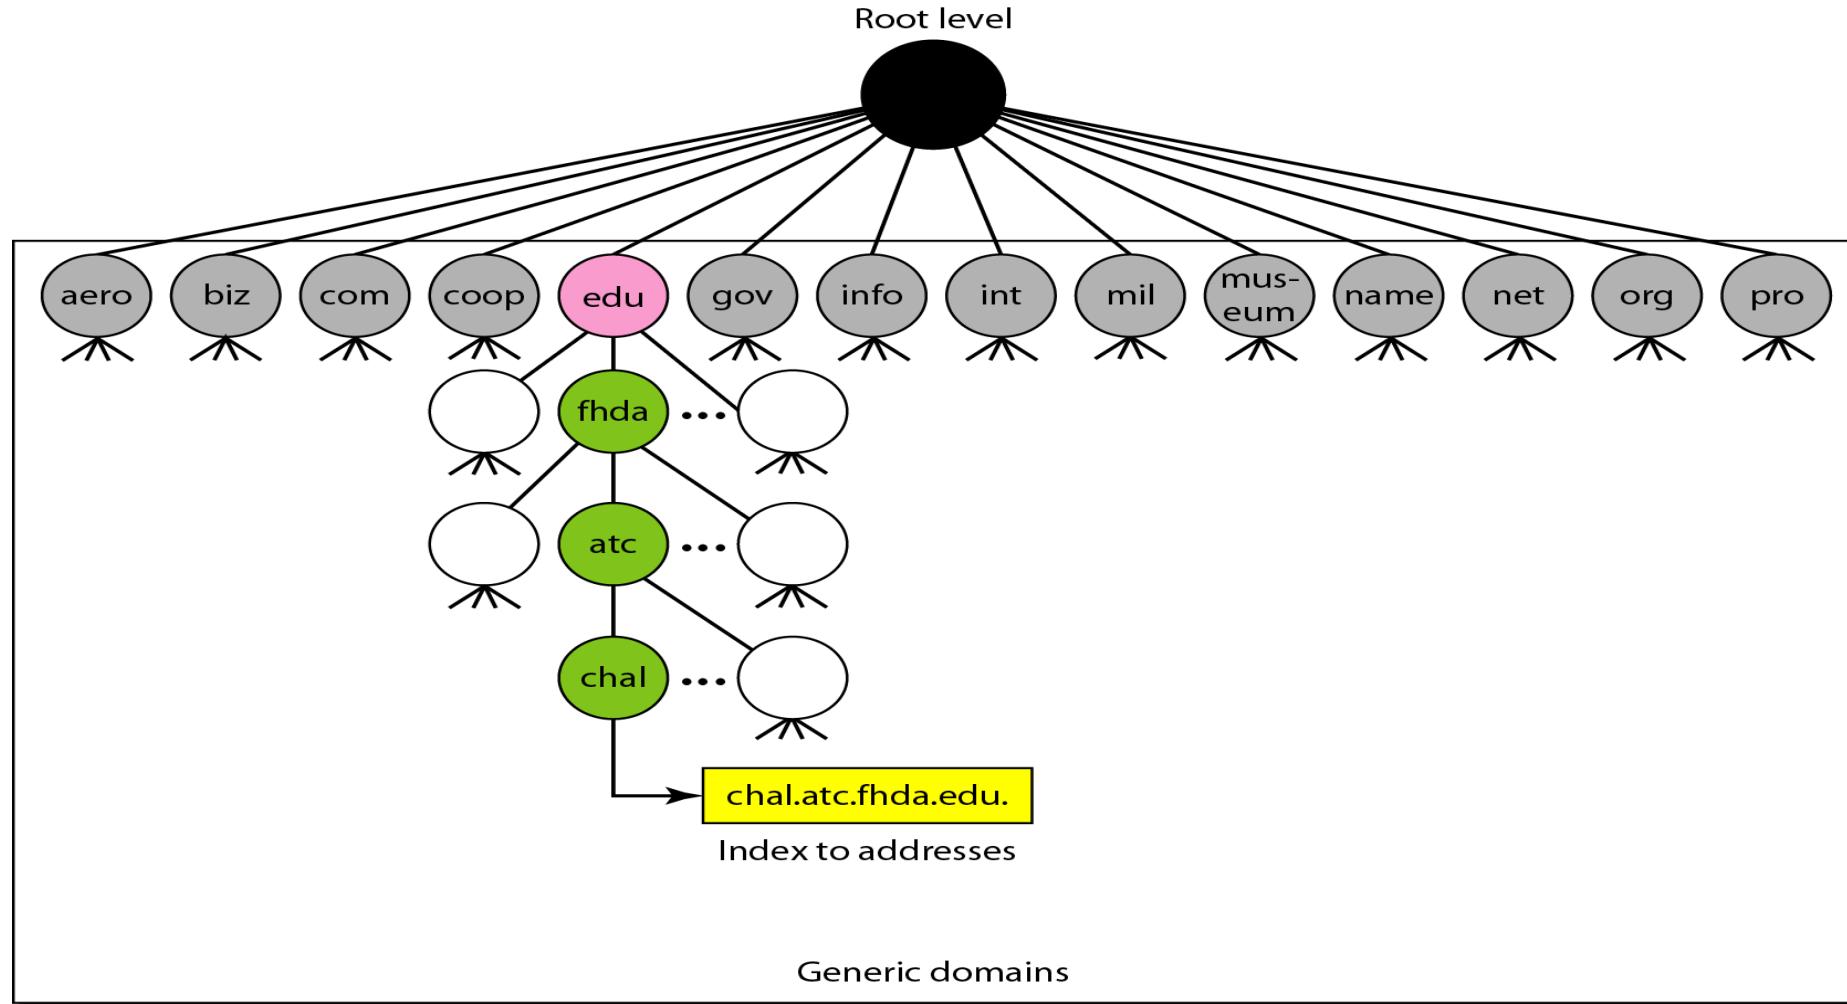 Root level
aero biz com coop edu gov info int mil mus-
eum name net org pro
fhda ...
atc ...
chal ...
chal.atc.fhda.edu.
Index to addresses
Generic domains